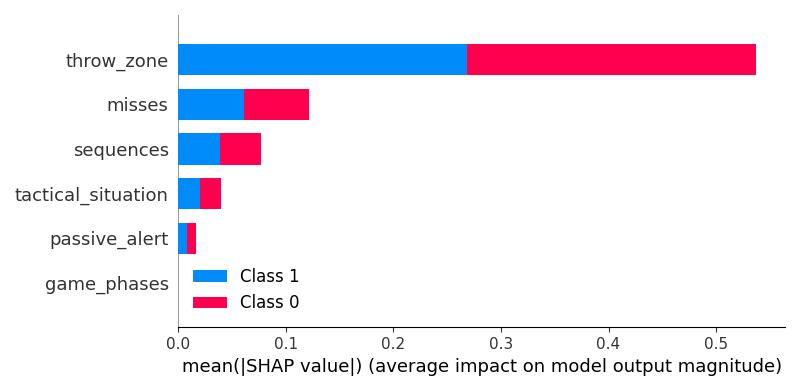 throw_zone
misses
sequences
tactical_situation
passive_alert
game_phases
Class 1
Class 0
0.0 0.1 0.2 0.3 0.4 0.5
mean(|SHAP value|) (average impact on model output magnitude)